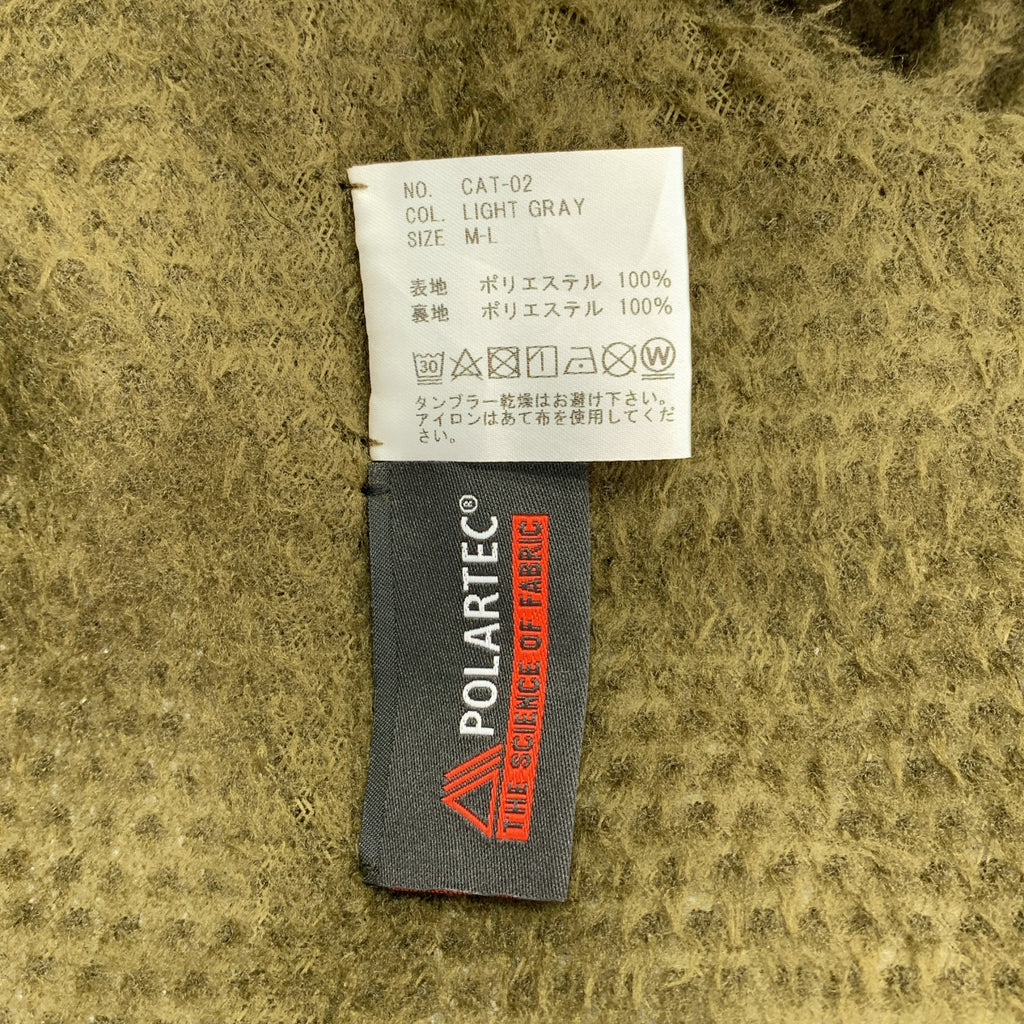 NO. CAT-02
COL. LIGHT GRAY
SIZE M-L
表地 ポリエステル 100%
裏地 ポリエステル 100%
30 W
タンブラー乾燥はお避け下さい。
アイロンはあて布を使用してくだ
さい。
POLARTEC®
THE SCIENCE OF FABRIC